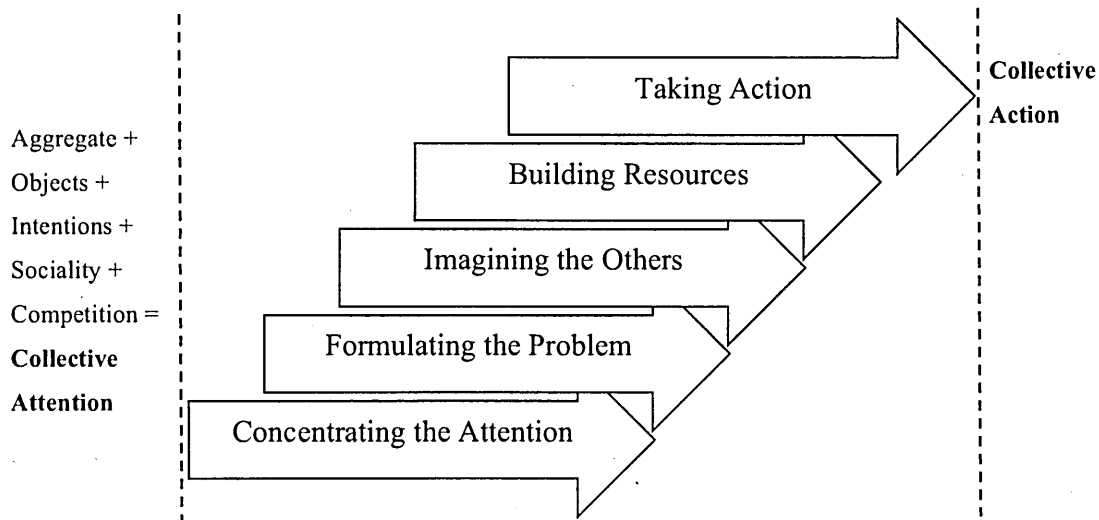 Aggregate +
Objects +
Intentions +
Sociality +
Competition =
Collective
Attention
Taking Action
Building Resources
Imagining the Others
Formulating the Problem
Concentrating the Attention
Collective
Action